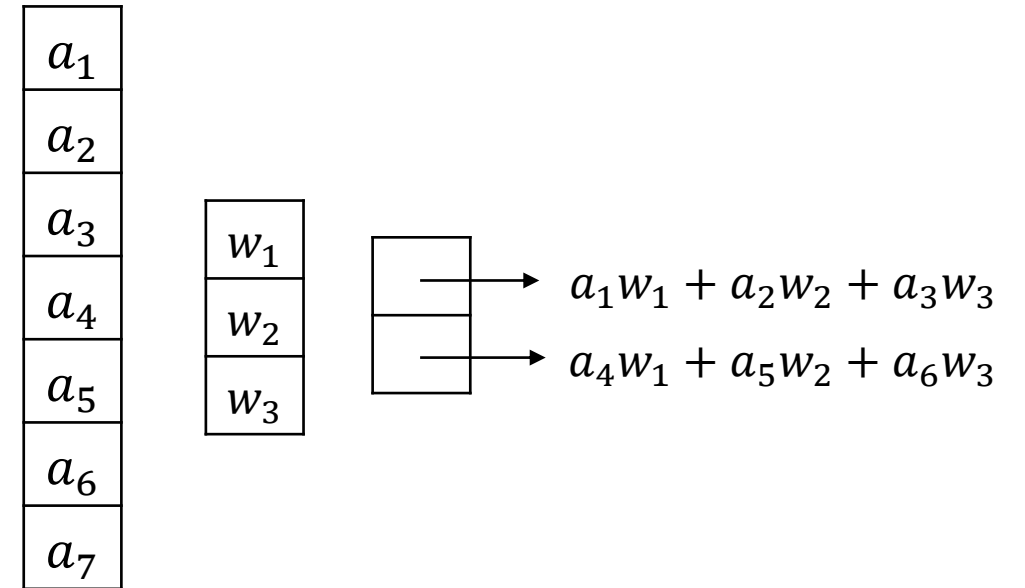 a₁
a₂
a₃
a₄
a₅
a₆
a₇
w₁
w₂
w₃
a₁w₁ + a₂w₂ + a₃w₃
a₄w₁ + a₅w₂ + a₆w₃